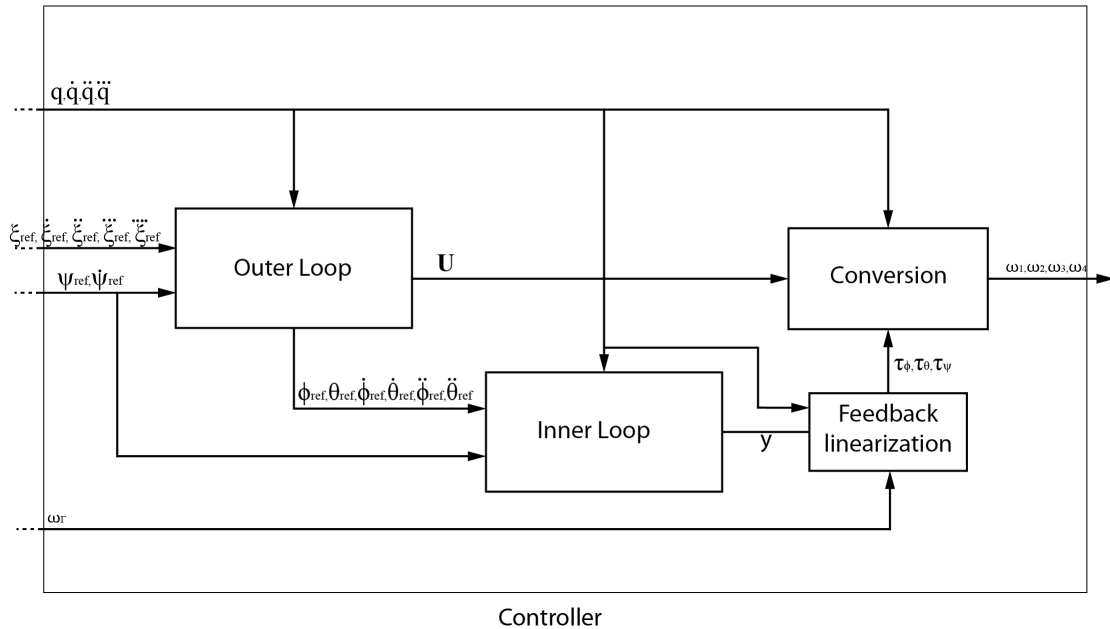 q,q̇,q̈,q⃛
ξref,ξ̇ref,ξ̈ref,ξ⃛ref,ξ⃜ref
ψref,ψ̇ref
Outer Loop
U
Conversion
ω1,ω2,ω3,ω4
τϕ,τθ,τψ
ϕref,θref,ϕ̇ref,θ̇ref,ϕ̈ref,θ̈ref
Inner Loop
y
Feedback
linearization
ωΓ
Controller